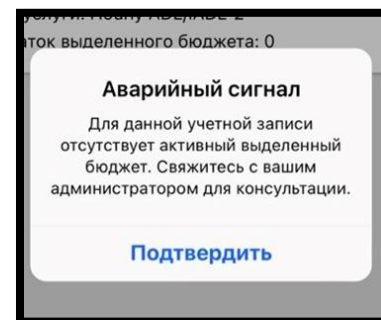 ток выделенного бюджета: 0
Аварийный сигнал
Для данной учетной записи
отсутствует активный выделенный
бюджет. Свяжитесь с вашим
администратором для консультации.
Подтвердить